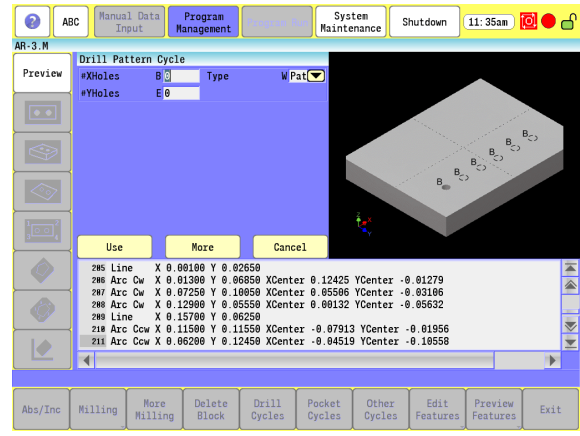 ?
ABC
Manual Data Input
Program Management
Program Run
System Maintenance
Shutdown
11:35am
AR-3.M
Preview
Drill Pattern Cycle
#XHoles B 0 Type W Pat
#YHoles E 0
B B B B B
Z X Y
Use More Cancel
205 Line X 0.00100 Y 0.02650
206 Arc Cw X 0.01300 Y 0.06850 XCenter 0.12425 YCenter -0.01279
207 Arc Cw X 0.07250 Y 0.10050 XCenter 0.05506 YCenter -0.03106
208 Arc Cw X 0.12900 Y 0.05550 XCenter 0.00132 YCenter -0.05632
209 Line X 0.15700 Y 0.06250
210 Arc Ccw X 0.11500 Y 0.11550 XCenter -0.07913 YCenter -0.01956
211 Arc Ccw X 0.06200 Y 0.12450 XCenter -0.04519 YCenter -0.10558
Abs/Inc
Milling
More Milling
Delete Block
Drill Cycles
Pocket Cycles
Other Cycles
Edit Features
Preview Features
Exit